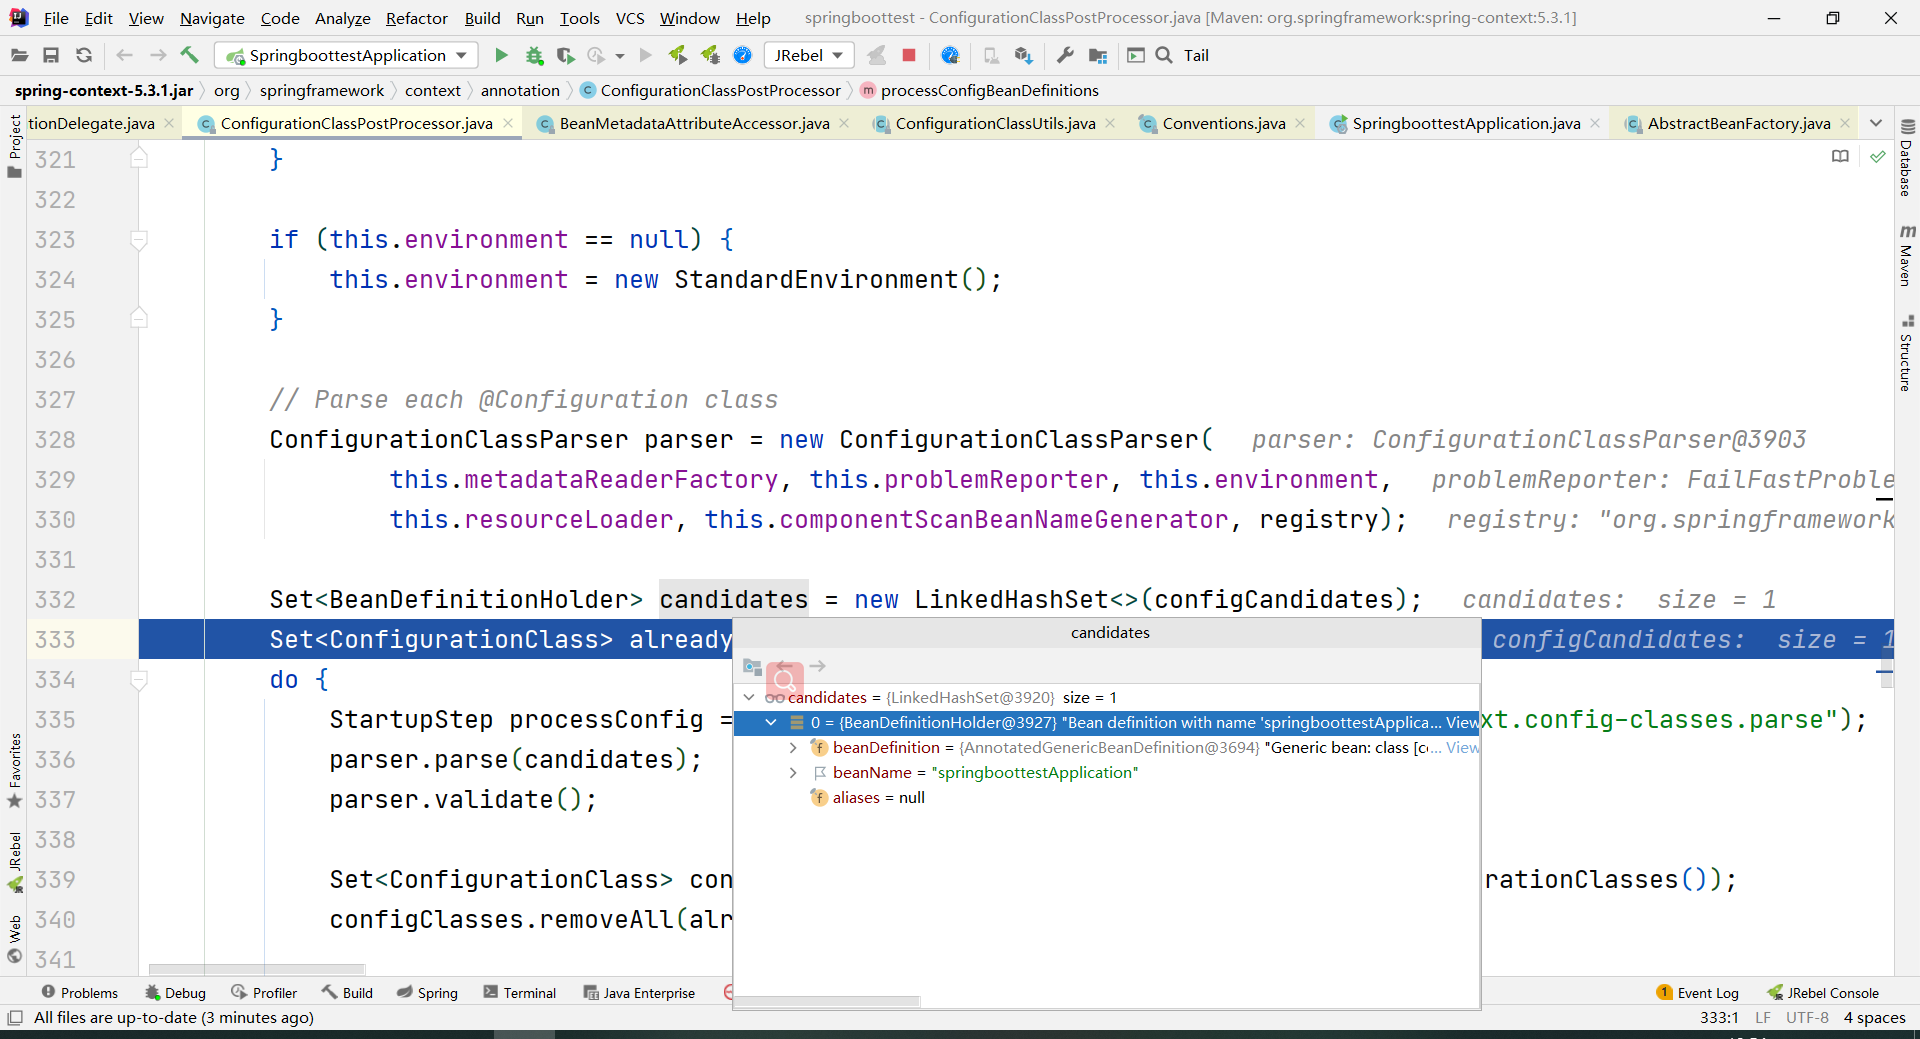 File Edit View Navigate Code Analyze Refactor Build Run Tools VCS Window Help springboottest - ConfigurationClassPostProcessor.java [Maven: org.springframework:spring-context:5.3.1]
SpringboottestApplication JRebel Tail
spring-context-5.3.1.jar org springframework context annotation ConfigurationClassPostProcessor processConfigBeanDefinitions
tionDelegate.java ConfigurationClassPostProcessor.java BeanMetadataAttributeAccessor.java ConfigurationClassUtils.java Conventions.java SpringboottestApplication.java AbstractBeanFactory.java
Project
Favorites
JRebel
Web
Database
Maven
Structure
321 }
322
323 if (this.environment == null) {
324 this.environment = new StandardEnvironment();
325 }
326
327 // Parse each @Configuration class
328 ConfigurationClassParser parser = new ConfigurationClassParser( parser: ConfigurationClassParser@3903
329 this.metadataReaderFactory, this.problemReporter, this.environment, problemReporter: FailFastProble
330 this.resourceLoader, this.componentScanBeanNameGenerator, registry); registry: "org.springframework
331
332 Set<BeanDefinitionHolder> candidates = new LinkedHashSet<>(configCandidates); candidates: size = 1
333 Set<ConfigurationClass> already configCandidates: size = 1
334 do {
335 StartupStep processConfig = xt.config-classes.parse");
336 parser.parse(candidates);
337 parser.validate();
338
339 Set<ConfigurationClass> con rationClasses());
340 configClasses.removeAll(alr
341
candidates
candidates = {LinkedHashSet@3920} size = 1
0 = {BeanDefinitionHolder@3927} "Bean definition with name 'springboottestApplica... View
beanDefinition = {AnnotatedGenericBeanDefinition@3694} "Generic bean: class [c... View
beanName = "springboottestApplication"
aliases = null
Problems Debug Profiler Build Spring Terminal Java Enterprise 1 Event Log JRebel Console
All files are up-to-date (3 minutes ago) 333:1 LF UTF-8 4 spaces